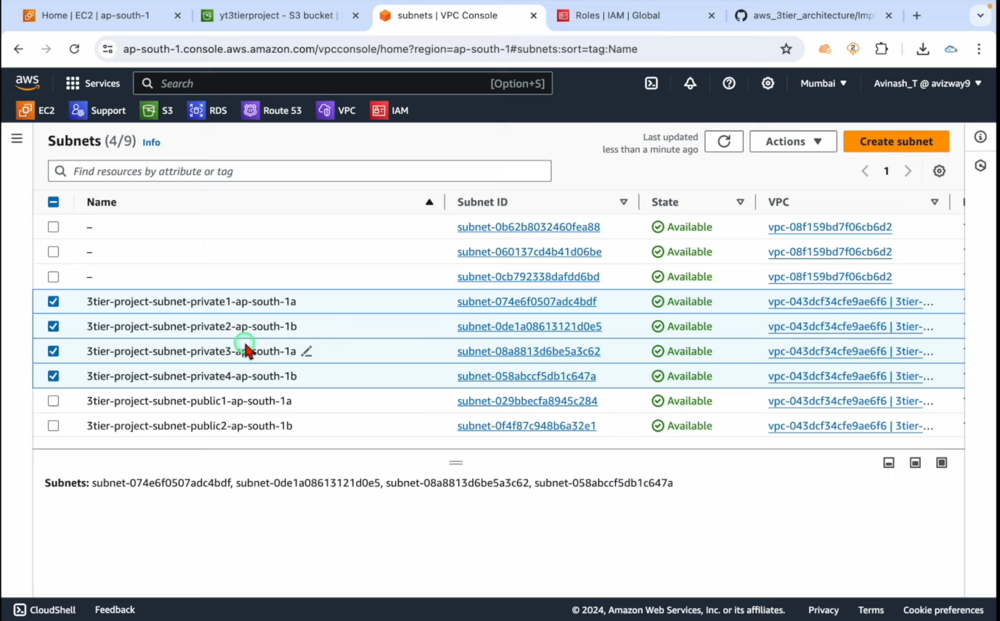 Home | EC2 | ap-south-1
yt3tierproject - S3 bucket |
subnets | VPC Console
Roles | IAM | Global
aws_3tier_architecture/Imp
ap-south-1.console.aws.amazon.com/vpcconsole/home?region=ap-south-1#subnets:sort=tag:Name
2
aws
Services
Search
[Option+S]
Mumbai ▼
Avinash_T @ avizway9 ▼
EC2
Support
S3
RDS
Route 53
VPC
IAM
Subnets (4/9) Info
Last updated
less than a minute ago
Actions ▼
Create subnet
Find resources by attribute or tag
1
Name
Subnet ID
State
VPC
– subnet-0b62b8032460fea88 Available vpc-08f159bd7f06cb6d2
– subnet-060137cd4b41d06be Available vpc-08f159bd7f06cb6d2
– subnet-0cb792338dafdd6bd Available vpc-08f159bd7f06cb6d2
3tier-project-subnet-private1-ap-south-1a subnet-074e6f0507adc4bdf Available vpc-043dcf34cfe9ae6f6 | 3tier-...
3tier-project-subnet-private2-ap-south-1b subnet-0de1a08613121d0e5 Available vpc-043dcf34cfe9ae6f6 | 3tier-...
3tier-project-subnet-private3-ap-south-1a subnet-08a8813d6be5a3c62 Available vpc-043dcf34cfe9ae6f6 | 3tier-...
3tier-project-subnet-private4-ap-south-1b subnet-058abccf5db1c647a Available vpc-043dcf34cfe9ae6f6 | 3tier-...
3tier-project-subnet-public1-ap-south-1a subnet-029bbecfa8945c284 Available vpc-043dcf34cfe9ae6f6 | 3tier-...
3tier-project-subnet-public2-ap-south-1b subnet-0f4f87c948b6a32e1 Available vpc-043dcf34cfe9ae6f6 | 3tier-...
Subnets: subnet-074e6f0507adc4bdf, subnet-0de1a08613121d0e5, subnet-08a8813d6be5a3c62, subnet-058abccf5db1c647a
CloudShell
Feedback
© 2024, Amazon Web Services, Inc. or its affiliates.
Privacy
Terms
Cookie preferences